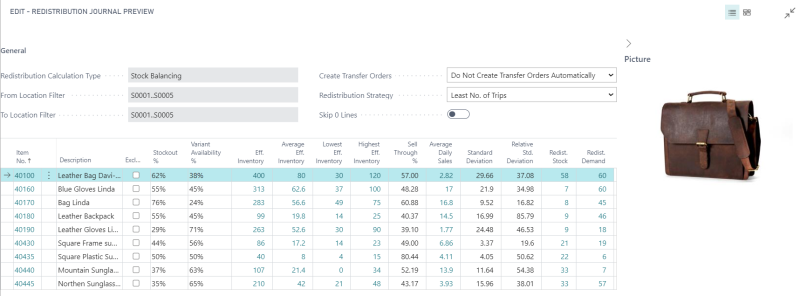 EDIT - REDISTRIBUTION JOURNAL PREVIEW
General
Picture
Redistribution Calculation Type Stock Balancing Create Transfer Orders Do Not Create Transfer Orders Automatically
From Location Filter S0001..S0005 Redistribution Strategy Least No. of Trips
To Location Filter S0001..S0005 Skip 0 Lines
Item No. ↑ Description Excl... Stockout % Variant Availability % Eff. Inventory Average Eff. Inventory Lowest Eff. Inventory Highest Eff. Inventory Sell Through % Average Daily Sales Standard Deviation Relative Std. Deviation Redist. Stock Redist. Demand
→ 40100 Leather Bag Davi-... 62% 38% 400 80 30 120 57.00 2.82 29.66 37.08 58 60
40160 Blue Gloves Linda 55% 45% 313 62.6 37 100 48.28 17 21.9 34.98 7 60
40170 Bag Linda 76% 24% 283 56.6 49 75 60.88 16.8 9.52 16.82 8 45
40180 Leather Backpack 55% 45% 99 19.8 14 25 40.37 14.5 16.99 85.79 9 46
40190 Leather Gloves Li... 29% 71% 263 52.6 30 90 39.10 1.77 24.48 46.53 9 18
40430 Square Frame su... 44% 56% 86 17.2 14 23 49.00 6.86 3.37 19.6 21 19
40435 Square Plastic Su... 50% 50% 40 8 4 15 80.44 4.11 4.05 50.62 22 6
40440 Mountain Sungla... 37% 63% 107 21.4 0 34 52.19 13.9 11.64 54.38 33 7
40445 Northen Sunglass... 35% 65% 210 42 21 48 43.17 3.93 15.96 38.01 33 57